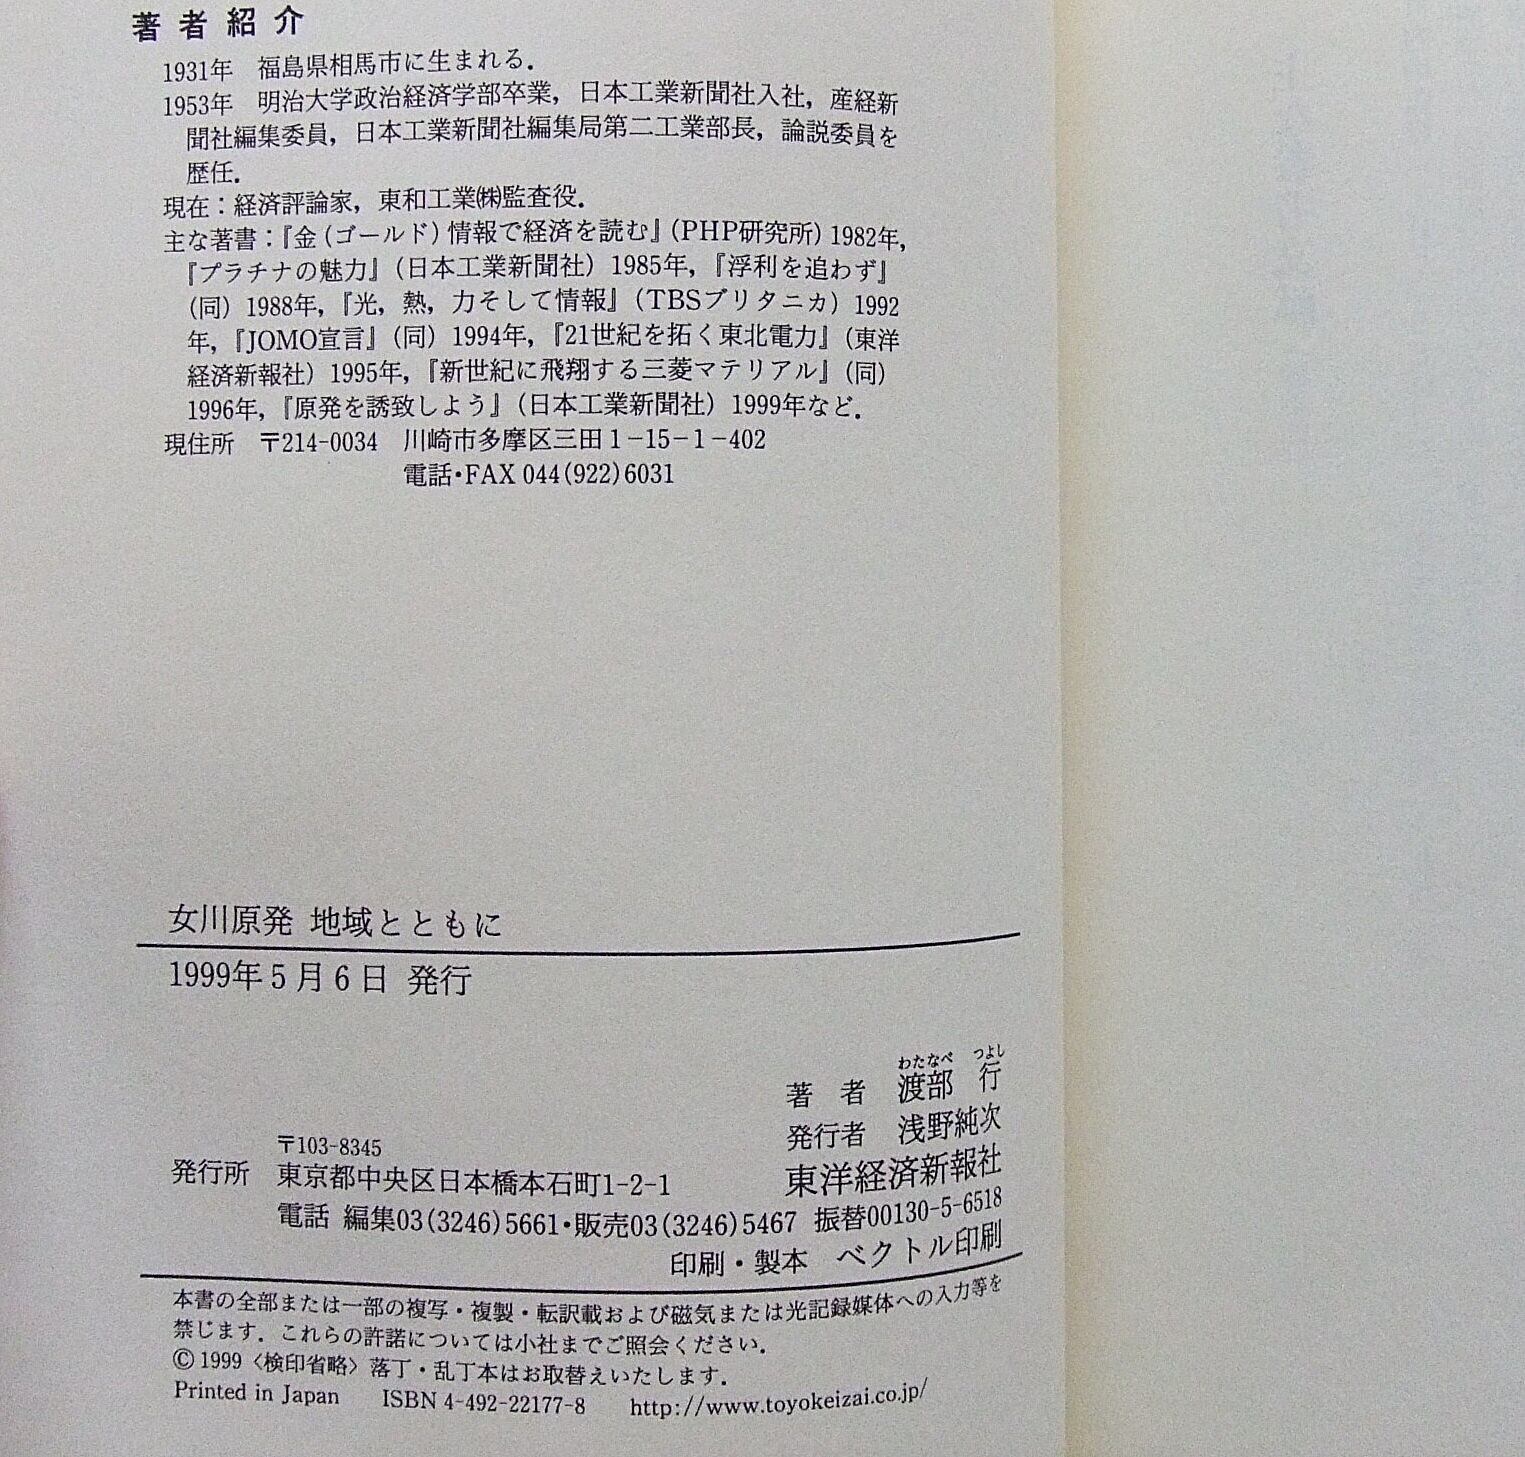 著者紹介
1931年　福島県相馬市に生まれる．
1953年　明治大学政治経済学部卒業，日本工業新聞社入社，産経新
聞社編集委員，日本工業新聞社編集局第二工業部長，論説委員を
歴任．
現在：経済評論家，東和工業㈱監査役．
主な著書：『金（ゴールド）情報で経済を読む』（PHP研究所）1982年，
『プラチナの魅力』（日本工業新聞社）1985年，『浮利を追わず』
（同）1988年，『光，熱，力そして情報』（TBSブリタニカ）1992
年，『JOMO宣言』（同）1994年，『21世紀を拓く東北電力』（東洋
経済新報社）1995年，『新世紀に飛翔する三菱マテリアル』（同）
1996年，『原発を誘致しよう』（日本工業新聞社）1999年など．
現住所　〒214-0034　川崎市多摩区三田1－15－1－402
電話・FAX 044(922)6031
女川原発 地域とともに
1999年5月6日 発行
わたなべ　つよし
著　者　渡部　行
発行者　浅野純次
〒103-8345
発行所　東京都中央区日本橋本石町1-2-1　東洋経済新報社
電話 編集03(3246)5661・販売03(3246)5467 振替00130-5-6518
印刷・製本　ベクトル印刷
本書の全部または一部の複写・複製・転訳載および磁気または光記録媒体への入力等を
禁じます．これらの許諾については小社までご照会ください．
© 1999〈検印省略〉落丁・乱丁本はお取替えいたします．
Printed in Japan　ISBN 4-492-22177-8　http://www.toyokeizai.co.jp/